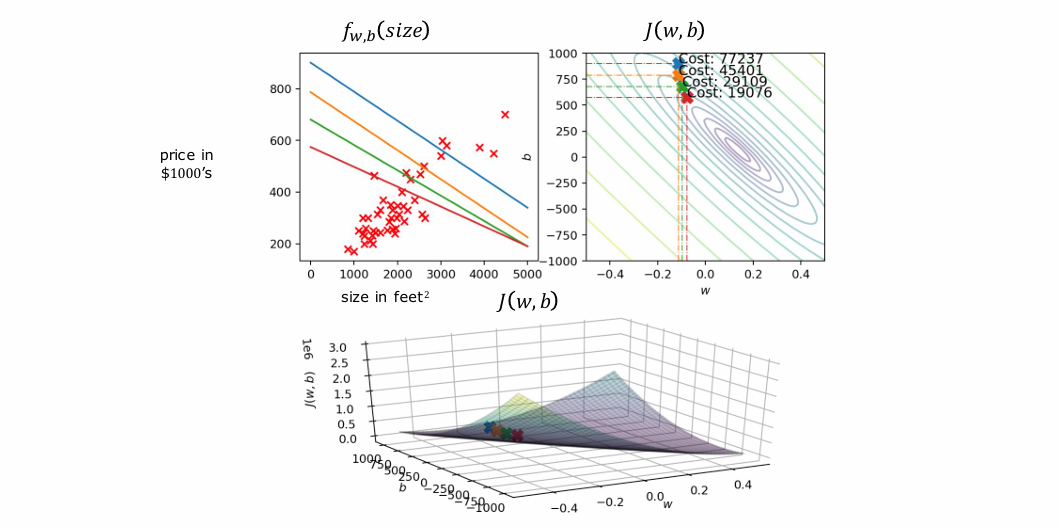 f_{w,b}(size)
J(w, b)
800
600
400
200
price in
$1000's
0 1000 2000 3000 4000 5000
size in feet²
1000
750
500
250
0
−250
−500
−750
−1000
b
Cost: 77237
Cost: 45401
Cost: 29109
Cost: 19076
−0.4 −0.2 0.0 0.2 0.4
w
J(w, b)
3.0
2.5
2.0
1.5
1.0
0.5
0.0
1e6
J(w, b)
1000
750
500
250
0
−250
−500
−750
−1000
b
−0.4 −0.2 0.0 0.2 0.4
w